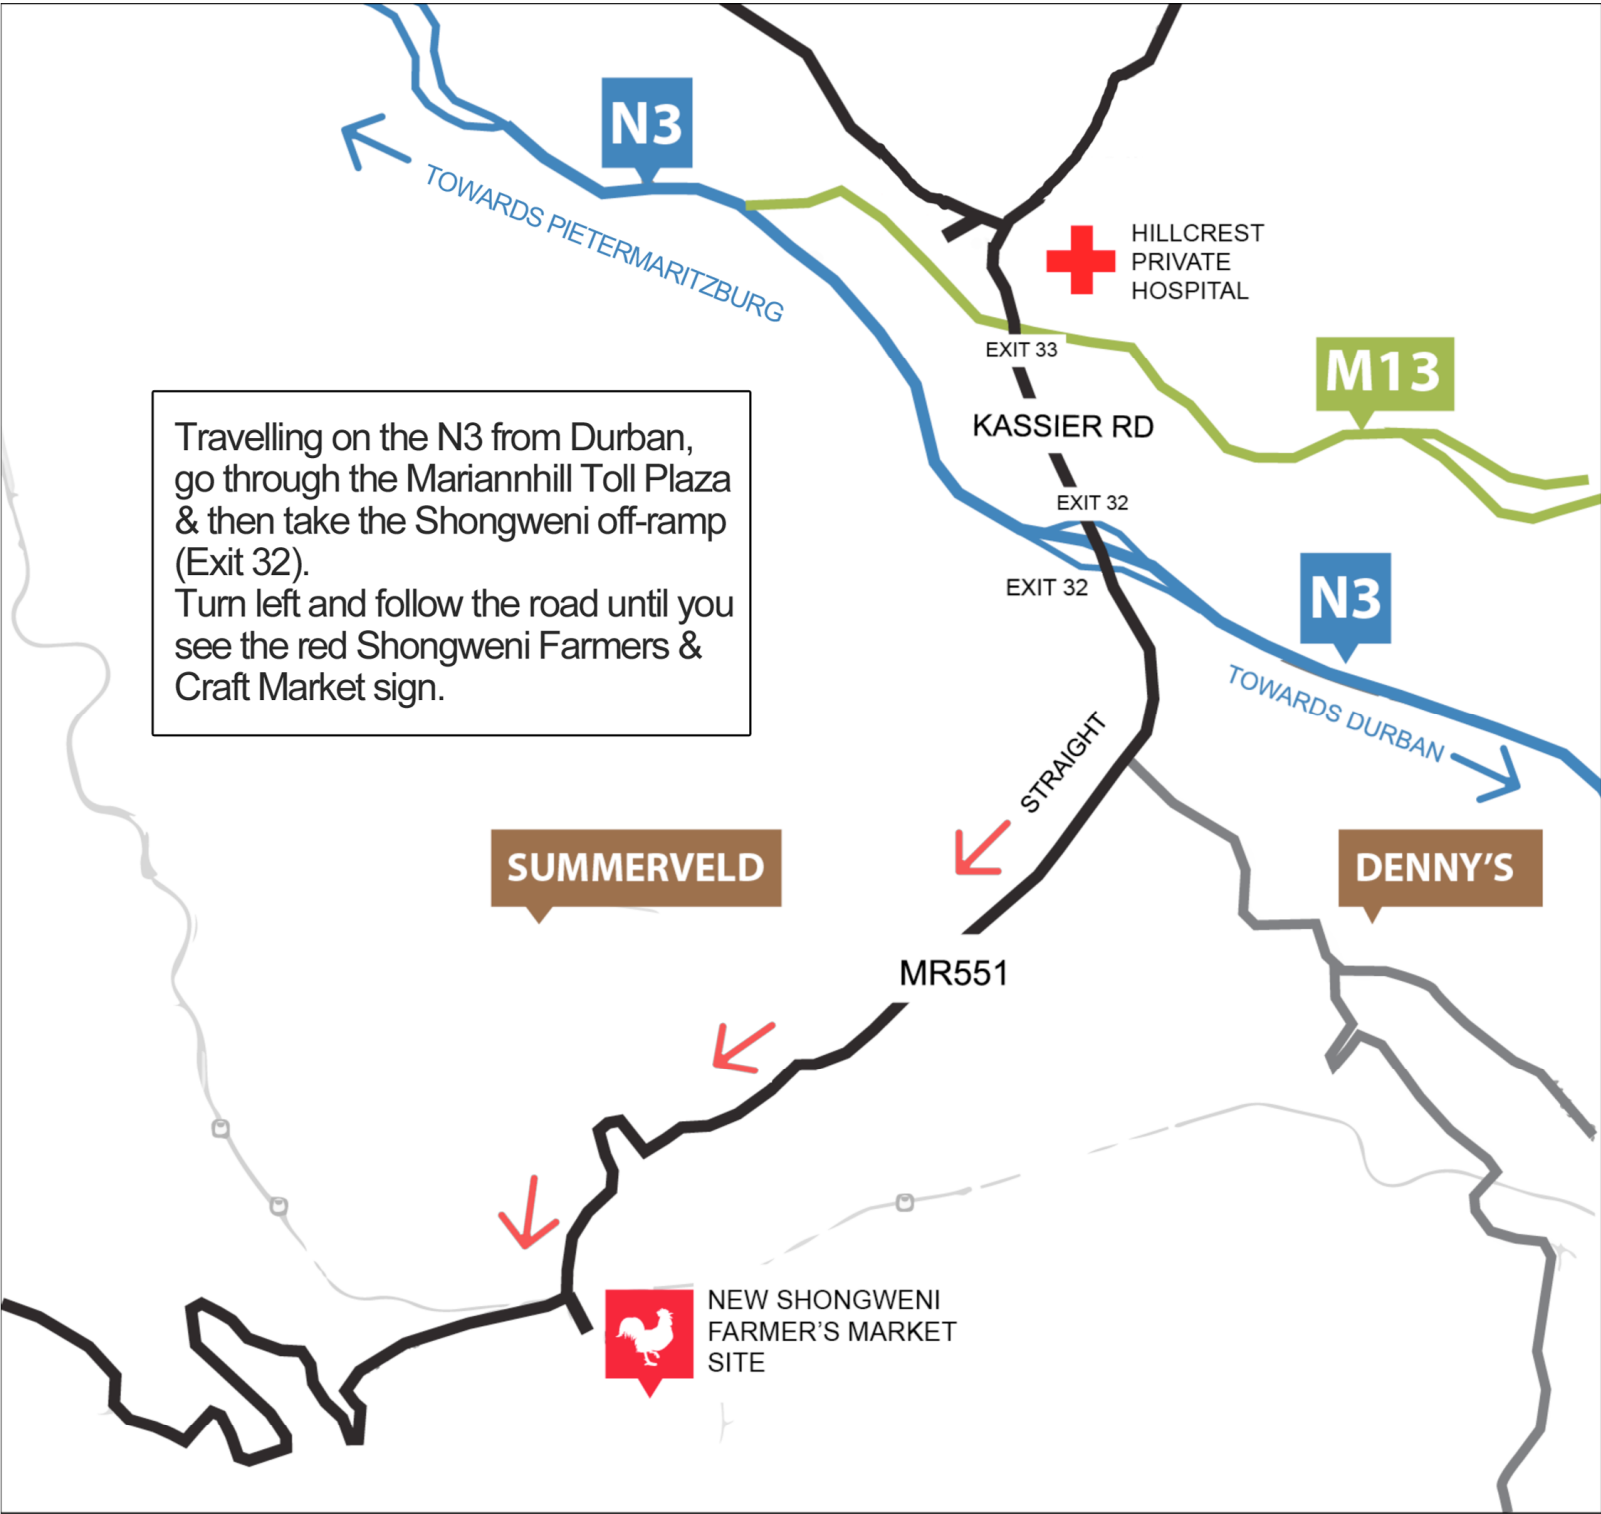 N3
TOWARDS PIETERMARITZBURG
HILLCREST
PRIVATE
HOSPITAL
EXIT 33
M13
KASSIER RD
Travelling on the N3 from Durban,
go through the Mariannhill Toll Plaza
& then take the Shongweni off-ramp
(Exit 32).
Turn left and follow the road until you
see the red Shongweni Farmers &
Craft Market sign.
EXIT 32
EXIT 32
N3
TOWARDS DURBAN
STRAIGHT
SUMMERVELD
DENNY'S
MR551
NEW SHONGWENI
FARMER'S MARKET
SITE